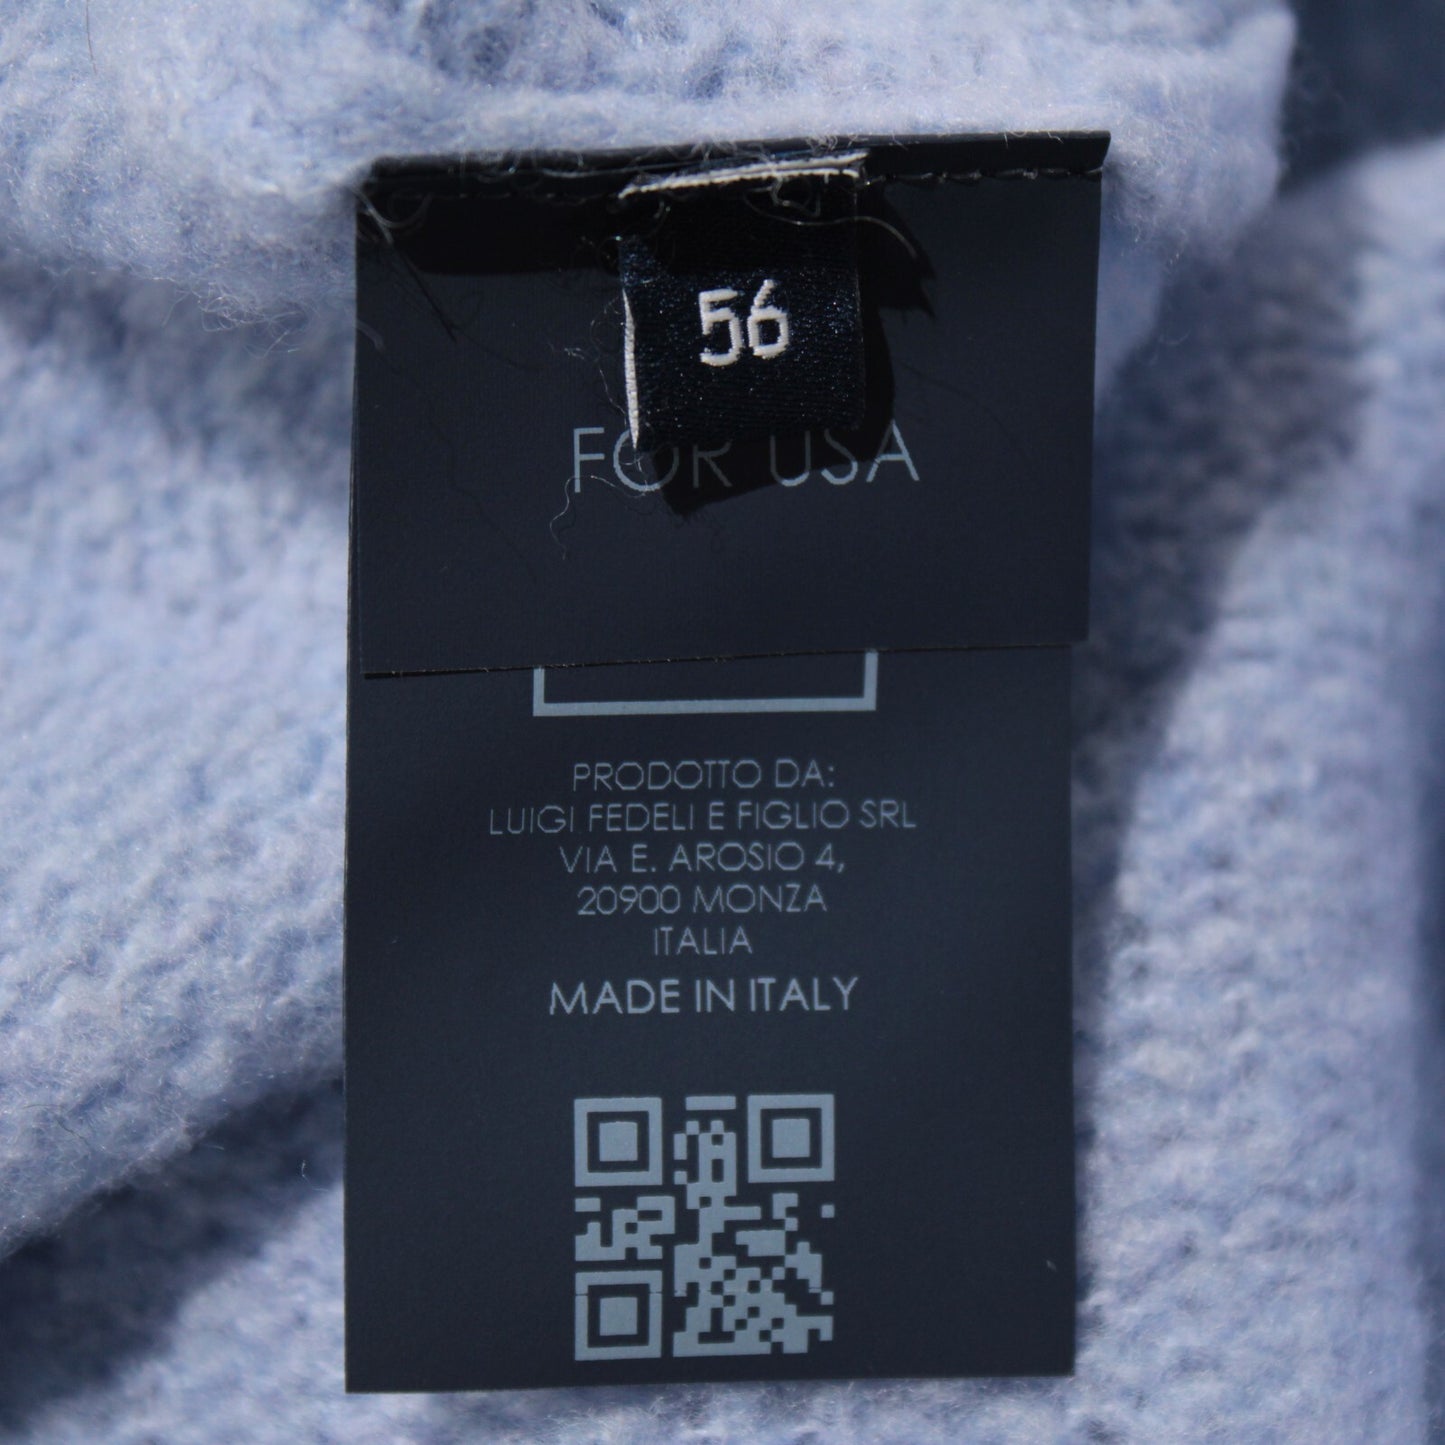 56
FOR USA
PRODOTTO DA:
LUIGI FEDELI E FIGLIO SRL
VIA E. AROSIO 4,
20900 MONZA
ITALIA
MADE IN ITALY